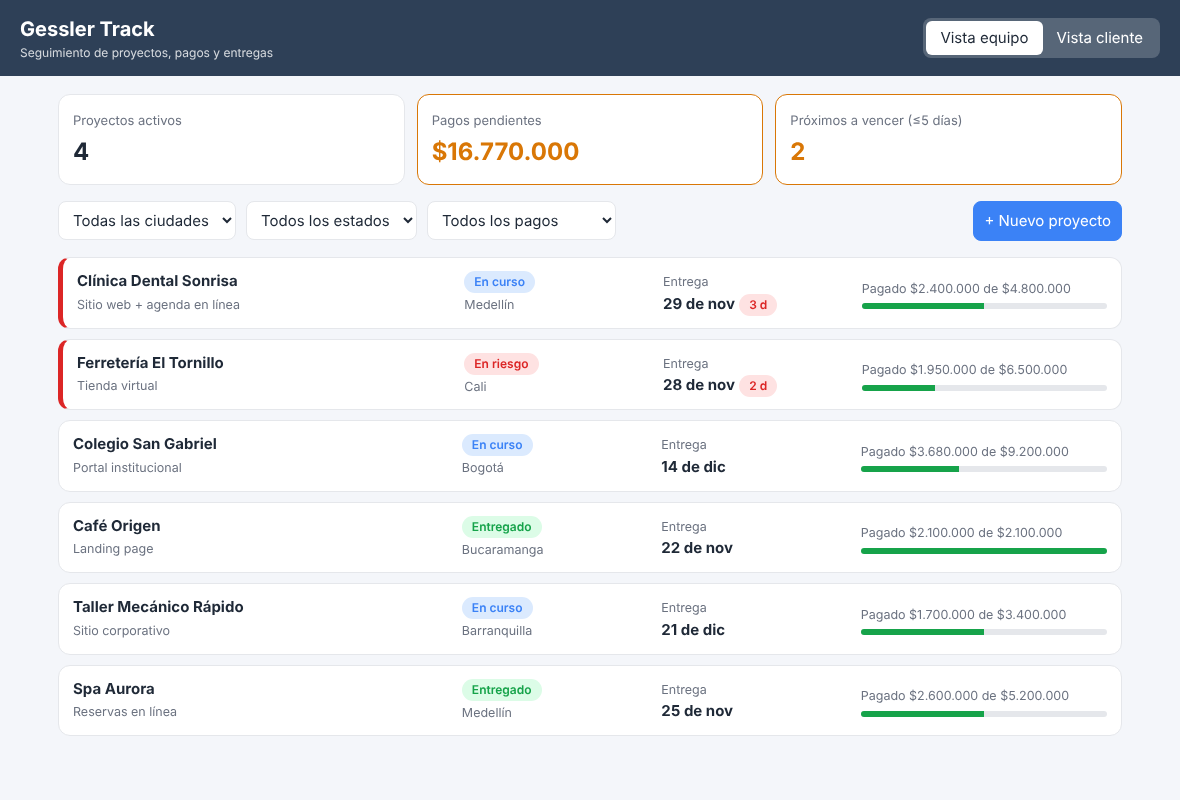 Gessler Track
Seguimiento de proyectos, pagos y entregas
Vista equipo
Vista cliente
Proyectos activos
4
Pagos pendientes
$16.770.000
Próximos a vencer (≤5 días)
2
Todas las ciudades
Todos los estados
Todos los pagos
+ Nuevo proyecto
Clínica Dental Sonrisa
Sitio web + agenda en línea
En curso
Medellín
Entrega
29 de nov 3 d
Pagado $2.400.000 de $4.800.000
Ferretería El Tornillo
Tienda virtual
En riesgo
Cali
Entrega
28 de nov 2 d
Pagado $1.950.000 de $6.500.000
Colegio San Gabriel
Portal institucional
En curso
Bogotá
Entrega
14 de dic
Pagado $3.680.000 de $9.200.000
Café Origen
Landing page
Entregado
Bucaramanga
Entrega
22 de nov
Pagado $2.100.000 de $2.100.000
Taller Mecánico Rápido
Sitio corporativo
En curso
Barranquilla
Entrega
21 de dic
Pagado $1.700.000 de $3.400.000
Spa Aurora
Reservas en línea
Entregado
Medellín
Entrega
25 de nov
Pagado $2.600.000 de $5.200.000